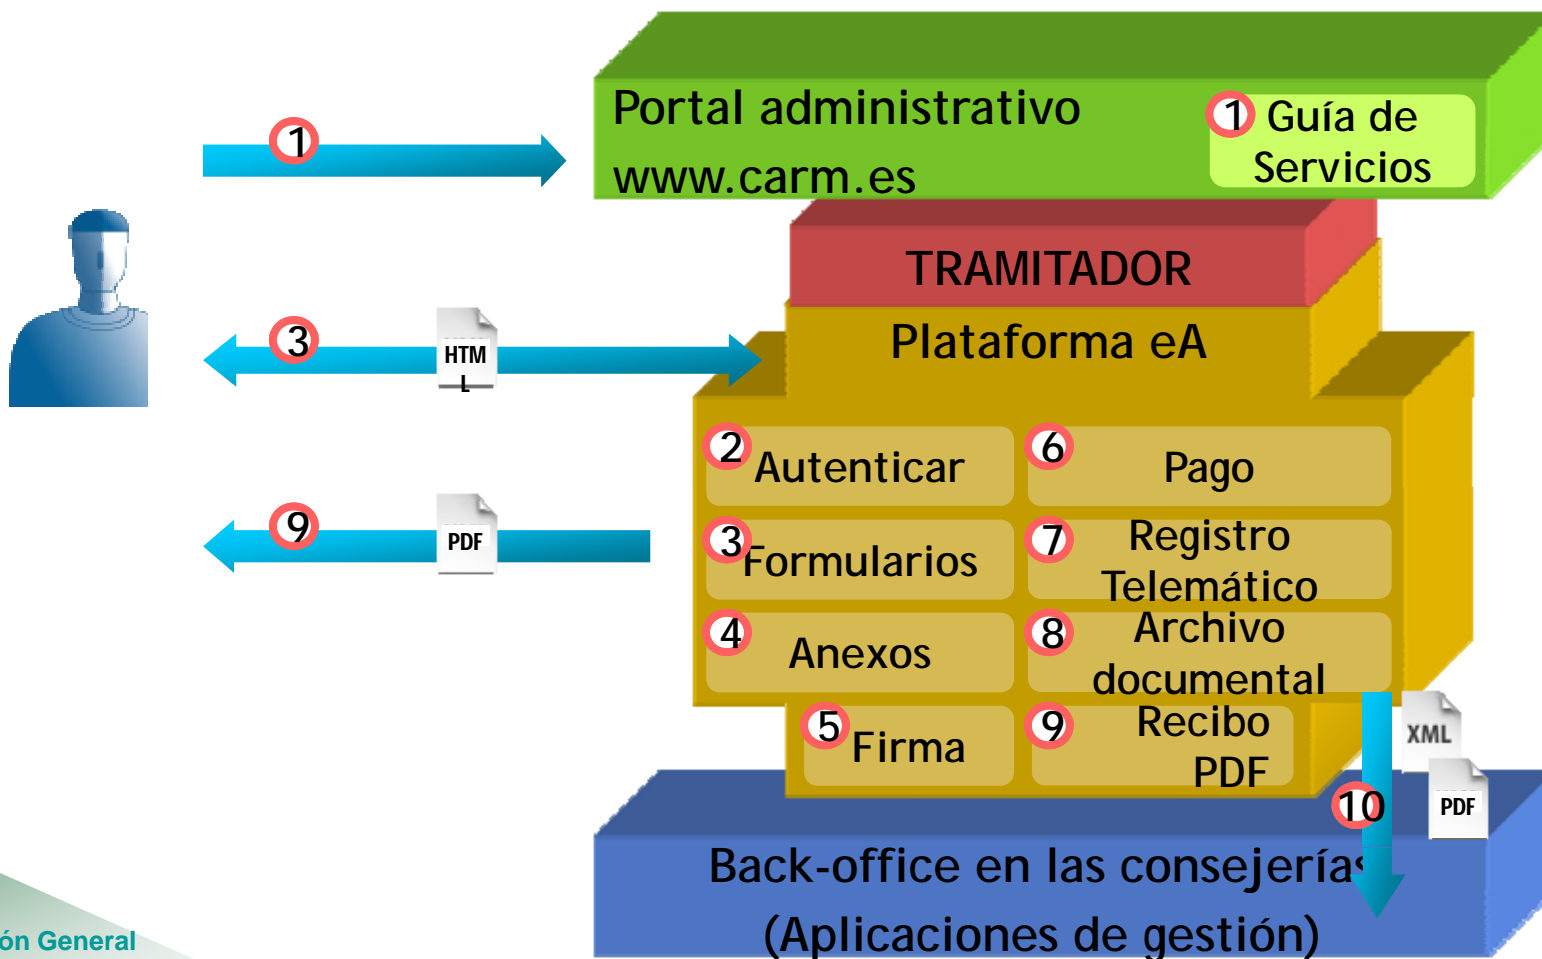 Portal administrativo
www.carm.es
1
Guía de
Servicios
1
TRAMITADOR
Plataforma eA
3
HTM
L
2
Autenticar
6
Pago
3
Formularios
7
Registro
Telemático
9
PDF
4
Anexos
8
Archivo
documental
5
Firma
9
Recibo
PDF
XML
PDF
10
Back-office en las consejerías
(Aplicaciones de gestión)
ón General